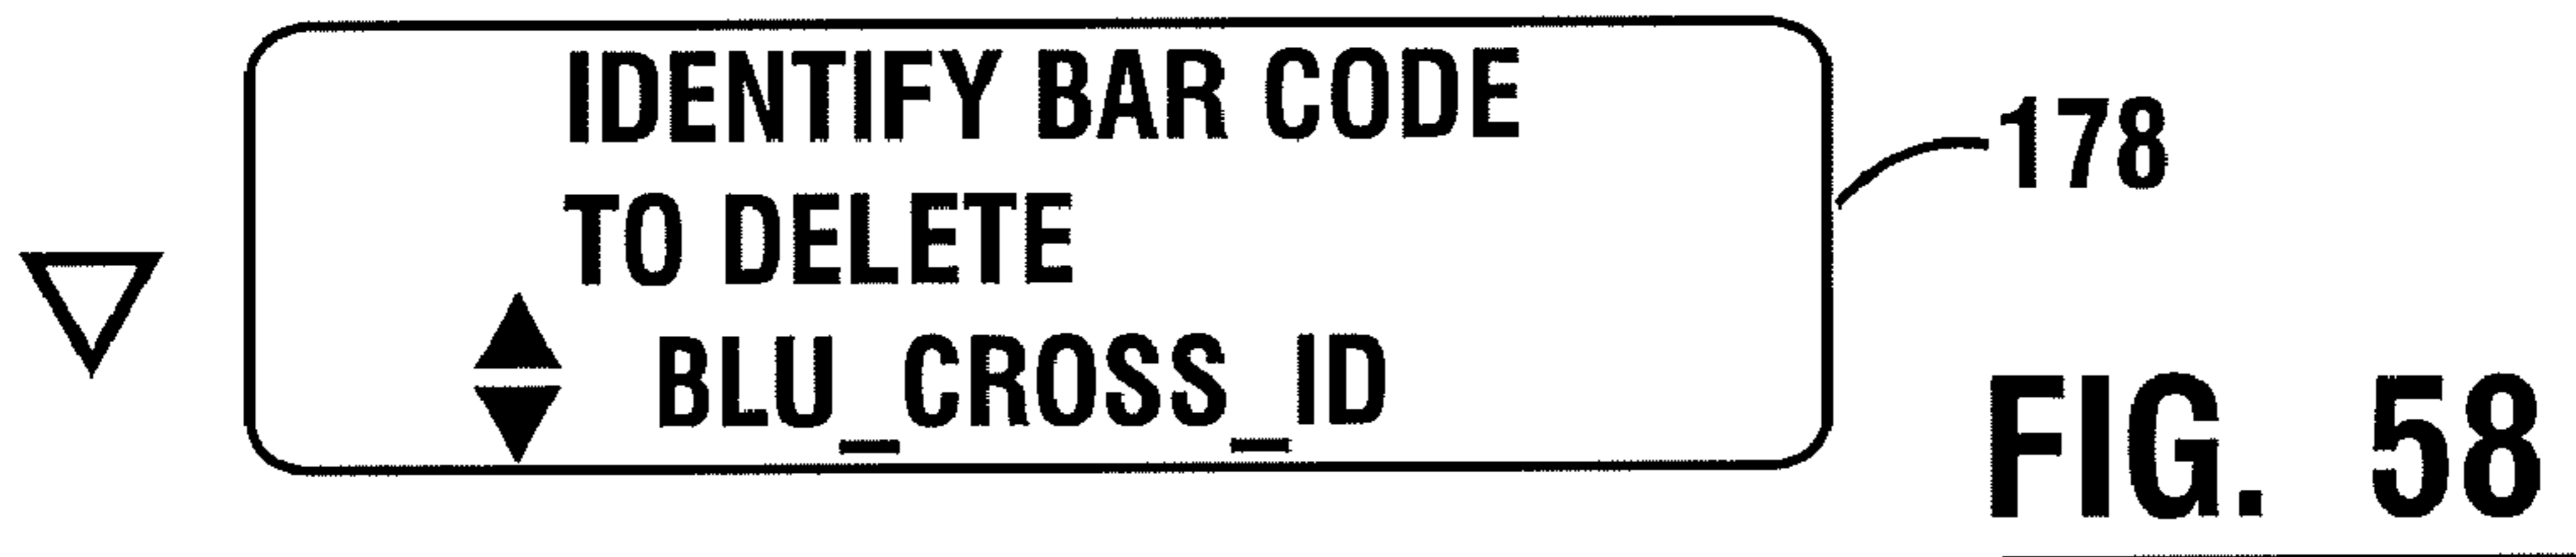 IDENTIFY BAR CODE
TO DELETE
BLU_CROSS_ID
178
FIG. 58